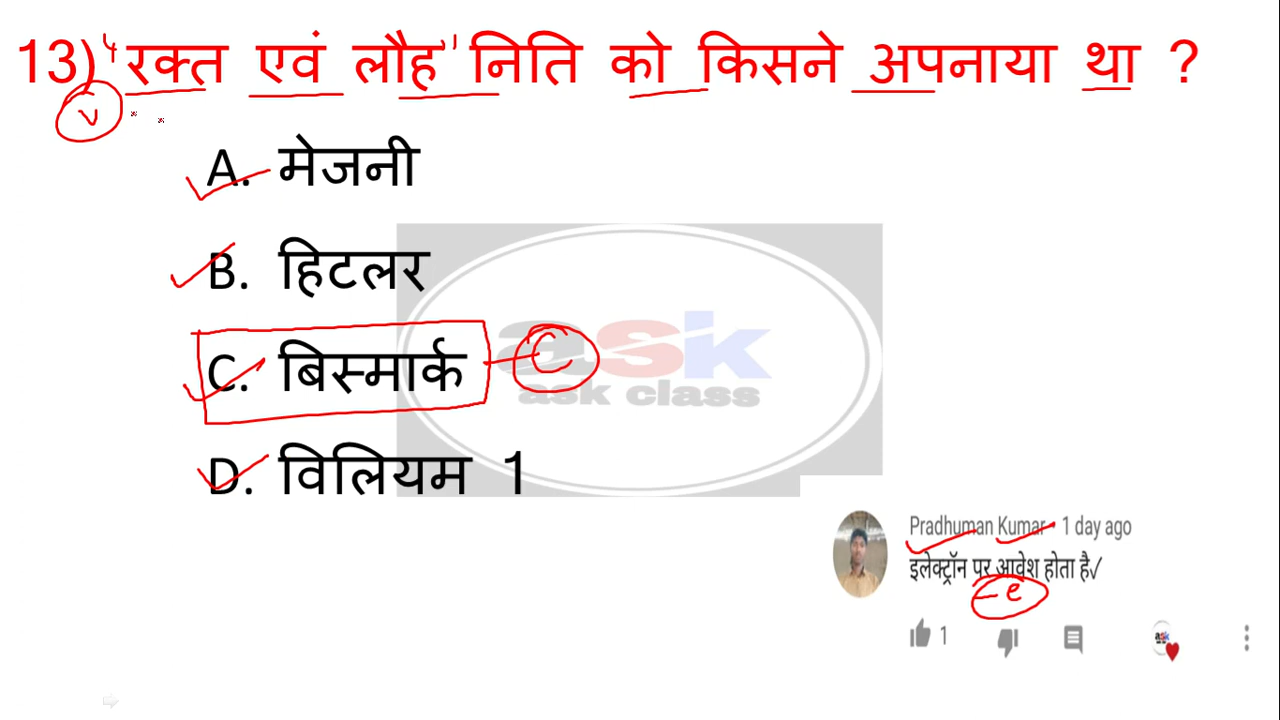 13) "रक्त एवं लौह" निति को किसने अपनाया था ?
V
A. मेजनी
B. हिटलर
C. बिस्मार्क
C
D. विलियम 1
ask
ask class
Pradhuman Kumar • 1 day ago
इलेक्ट्रॉन पर आवेश होता है✓
-e
1
ask